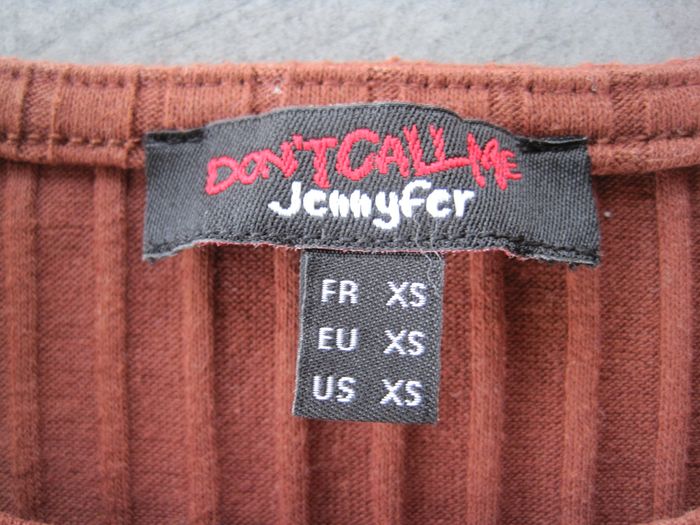 DON'T CALL ME
Jennyfer
FR XS
EU XS
US XS